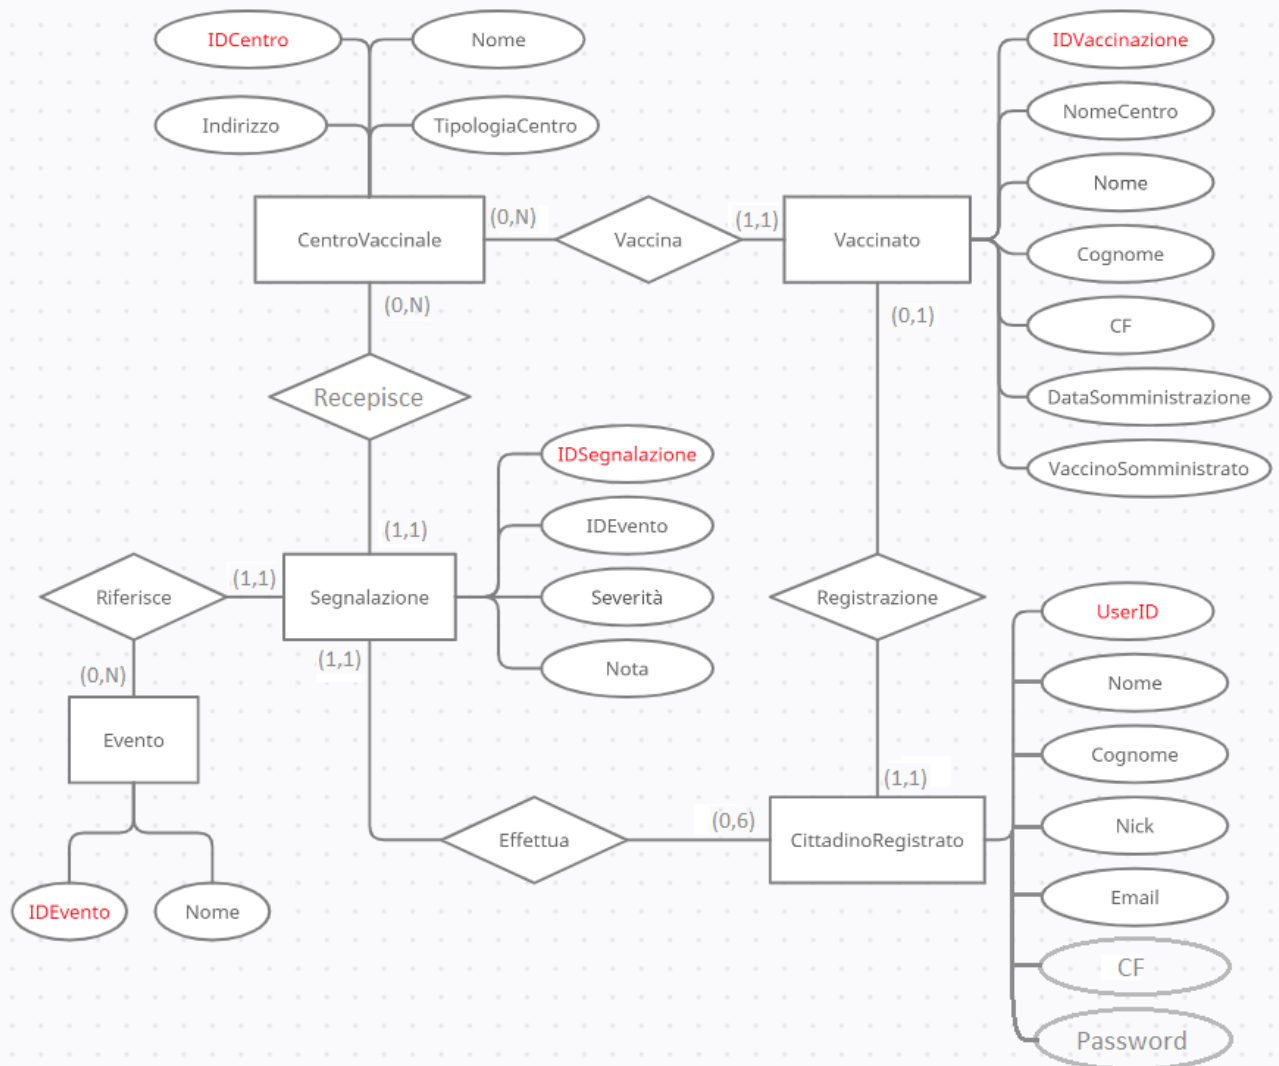 IDCentro
Nome
IDVaccinazione
Indirizzo
TipologiaCentro
NomeCentro
Nome
CentroVaccinale
(0,N)
Vaccina
(1,1)
Vaccinato
Cognome
(0,N)
(0,1)
CF
Recepisce
DataSomministrazione
IDSegnalazione
VaccinoSomministrato
(1,1)
IDEvento
Riferisce
(1,1)
Segnalazione
Severità
Registrazione
UserID
(1,1)
(0,N)
Nota
Nome
Evento
Cognome
(1,1)
Effettua
(0,6)
CittadinoRegistrato
Nick
IDEvento
Nome
Email
CF
Password